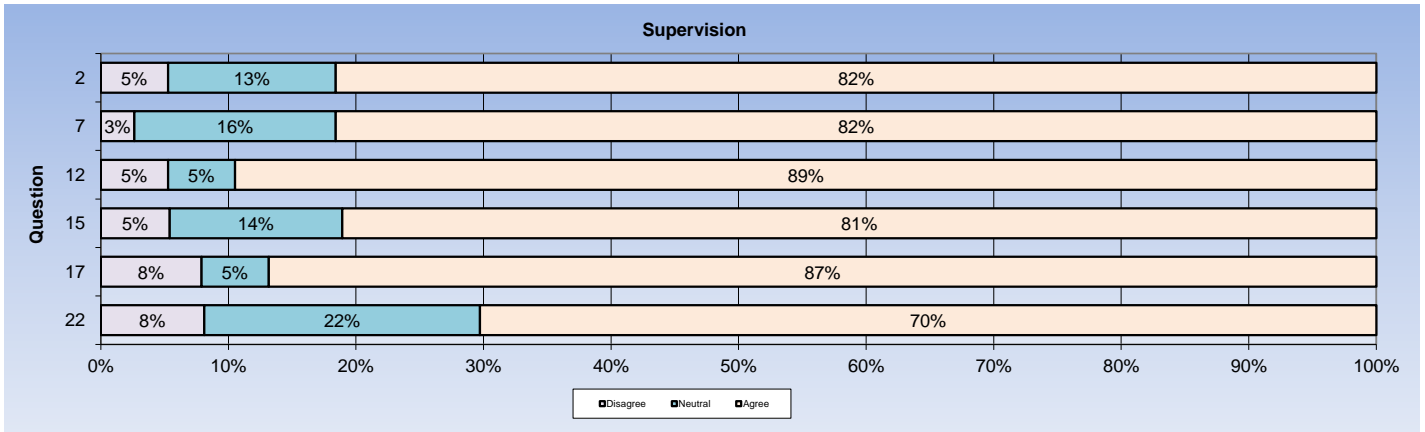 Supervision
Question
2 5% 13% 82%
7 3% 16% 82%
12 5% 5% 89%
15 5% 14% 81%
17 8% 5% 87%
22 8% 22% 70%
0% 10% 20% 30% 40% 50% 60% 70% 80% 90% 100%
Disagree Neutral Agree